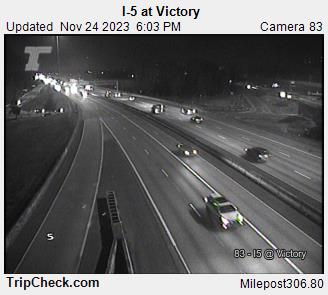 I-5 at Victory
Updated Nov 24 2023 6:03 PM Camera 83
T
S
83 - I5 @ Victory
TripCheck.com Milepost306.80